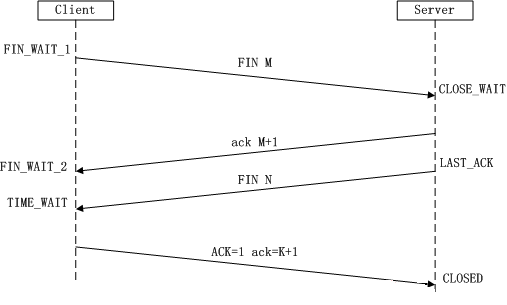 Client
Server
FIN_WAIT_1
FIN M
CLOSE_WAIT
ack M+1
FIN_WAIT_2
LAST_ACK
FIN N
TIME_WAIT
ACK=1 ack=K+1
CLOSED